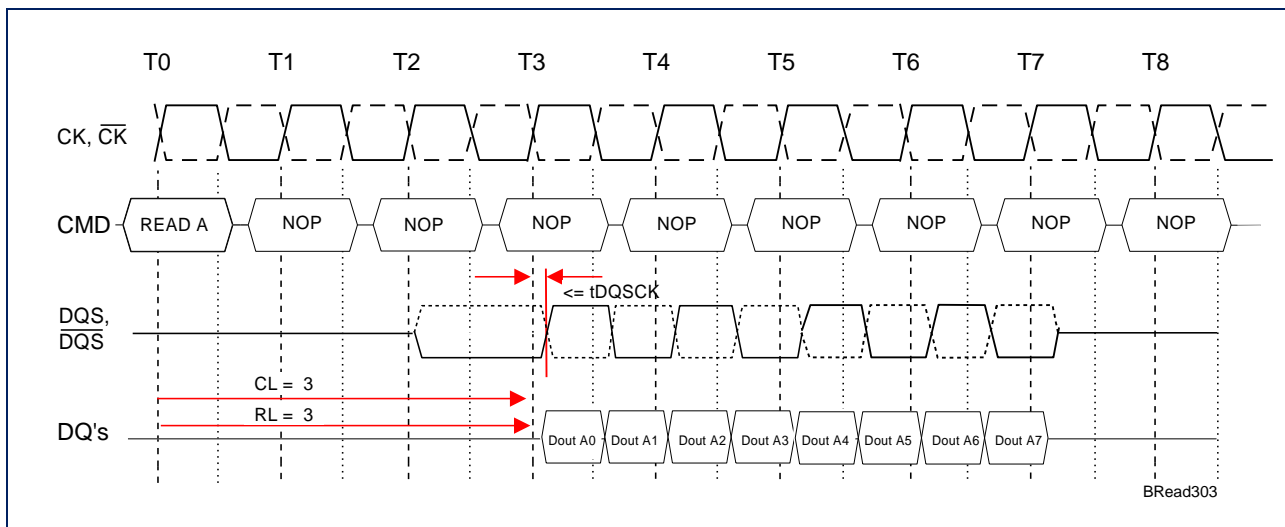 T0 T1 T2 T3 T4 T5 T6 T7 T8
CK, CK
CMD READ A NOP NOP NOP NOP NOP NOP NOP NOP
<= tDQSCK
DQS,
DQS
CL = 3
RL = 3
DQ's Dout A0 Dout A1 Dout A2 Dout A3 Dout A4 Dout A5 Dout A6 Dout A7
BRead303